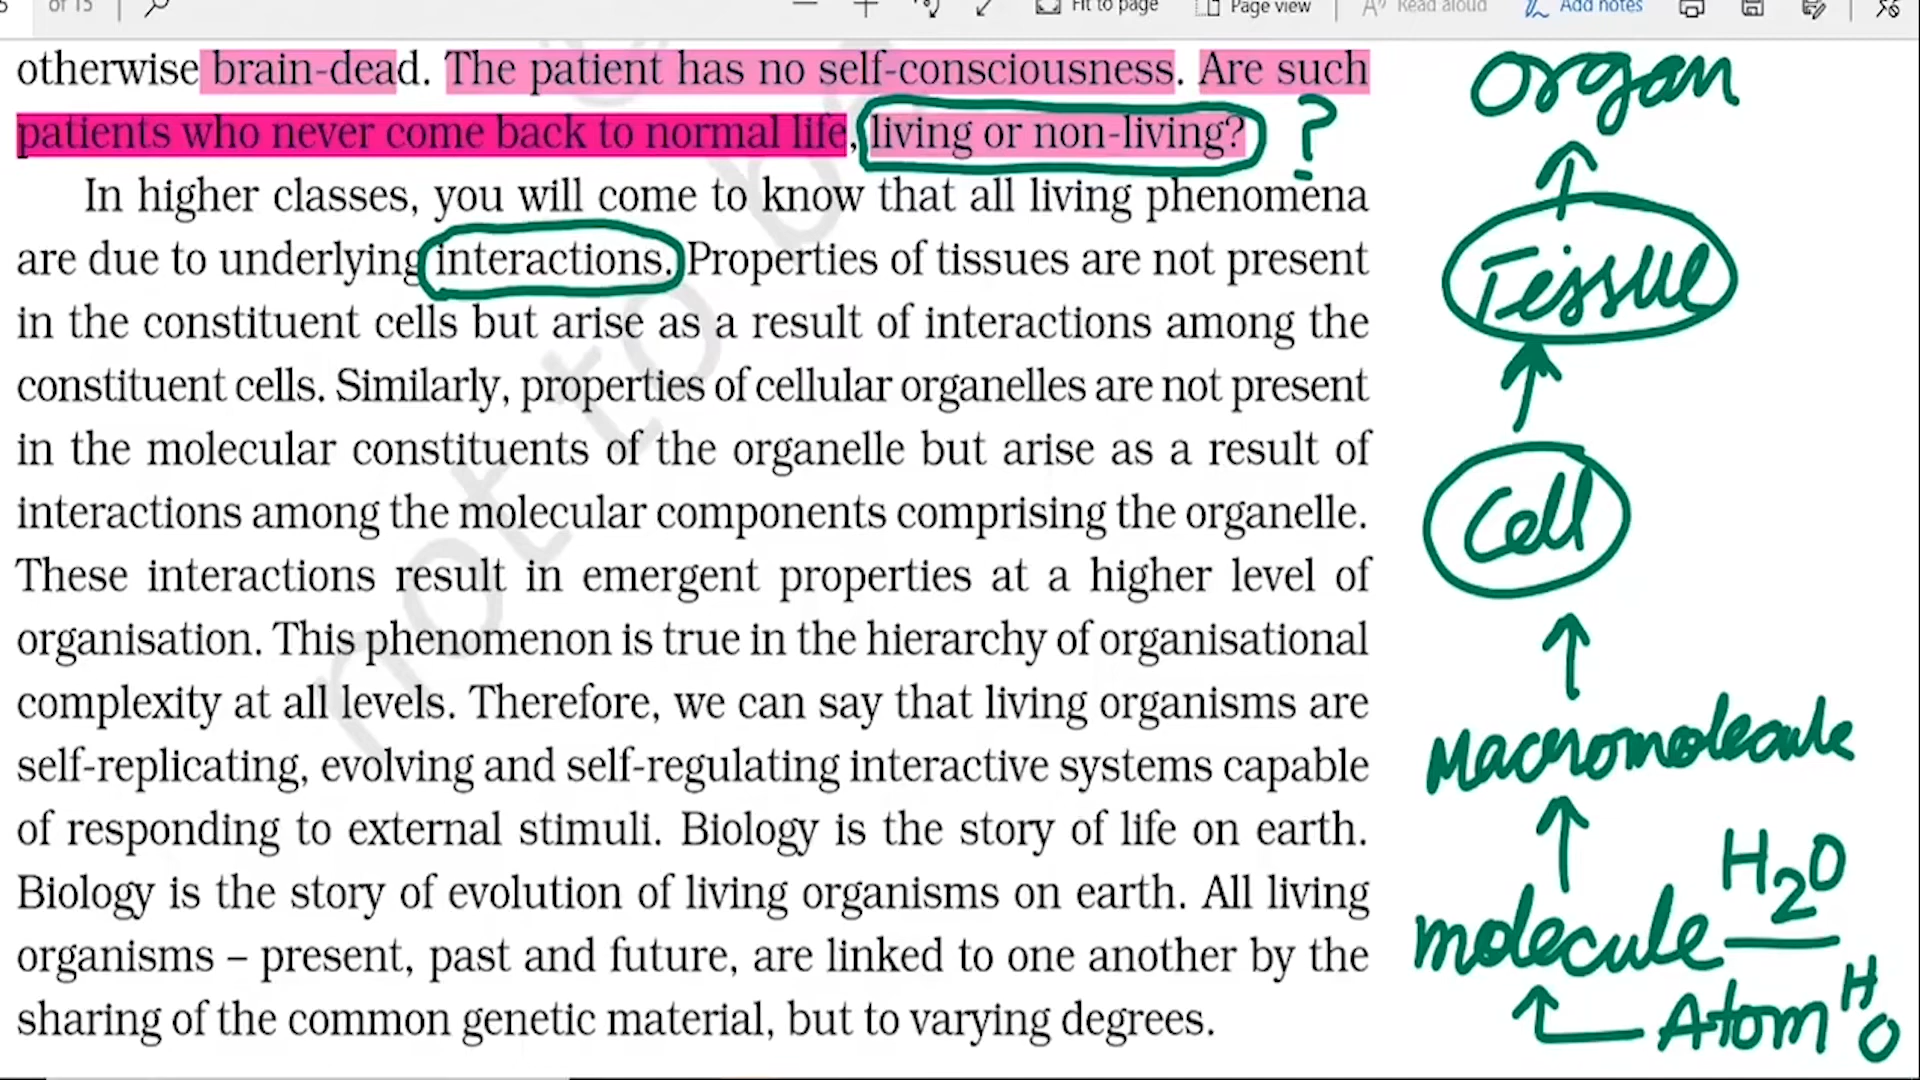 of 15
Fit to page
Page view
Read aloud
Add notes
otherwise brain-dead. The patient has no self-consciousness. Are such
patients who never come back to normal life, living or non-living? ?
In higher classes, you will come to know that all living phenomena
are due to underlying interactions. Properties of tissues are not present
in the constituent cells but arise as a result of interactions among the
constituent cells. Similarly, properties of cellular organelles are not present
in the molecular constituents of the organelle but arise as a result of
interactions among the molecular components comprising the organelle.
These interactions result in emergent properties at a higher level of
organisation. This phenomenon is true in the hierarchy of organisational
complexity at all levels. Therefore, we can say that living organisms are
self-replicating, evolving and self-regulating interactive systems capable
of responding to external stimuli. Biology is the story of life on earth.
Biology is the story of evolution of living organisms on earth. All living
organisms – present, past and future, are linked to one another by the
sharing of the common genetic material, but to varying degrees.
not to be
organ
Tissue
Cell
Macromolecule
H2O
molecule
Atom H
O